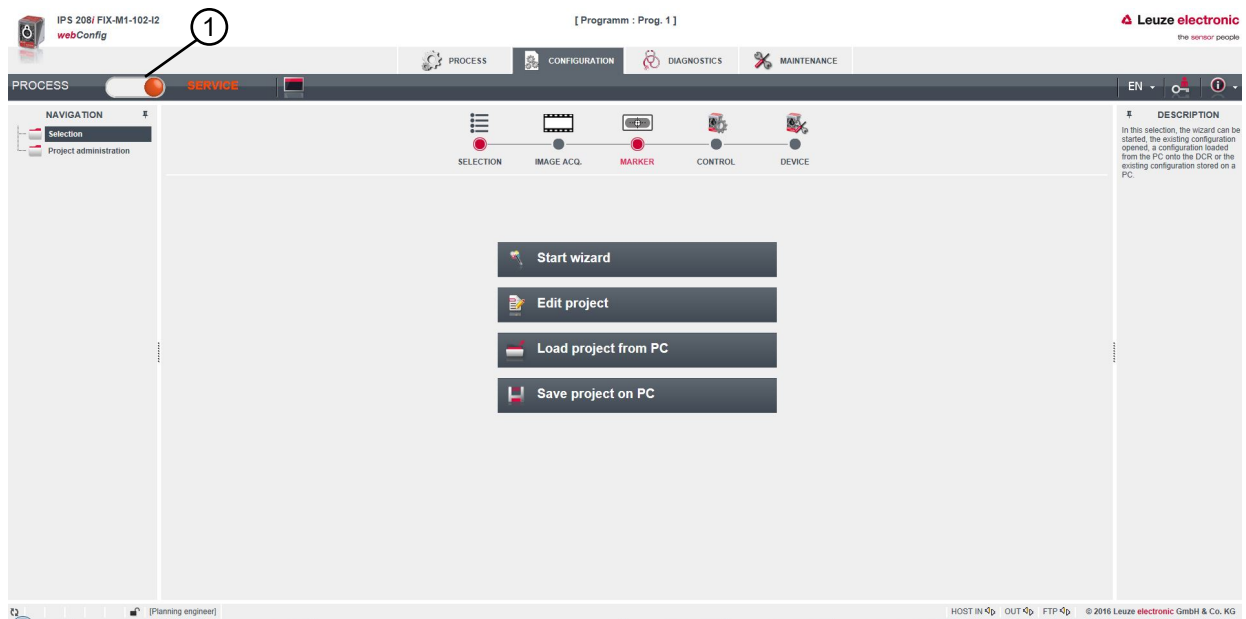 IPS 208i FIX-M1-102-I2
webConfig
1
[ Programm : Prog. 1 ]
Leuze electronic
the sensor people
PROCESS
CONFIGURATION
DIAGNOSTICS
MAINTENANCE
PROCESS
SERVICE
EN
NAVIGATION
Selection
Project administration
SELECTION
IMAGE ACQ.
MARKER
CONTROL
DEVICE
Start wizard
Edit project
Load project from PC
Save project on PC
DESCRIPTION
In this selection, the wizard can be
started, the existing configuration
opened, a configuration loaded
from the PC onto the DCR or the
existing configuration stored on a
PC.
[Planning engineer]
HOST IN OUT FTP
© 2016 Leuze electronic GmbH & Co. KG